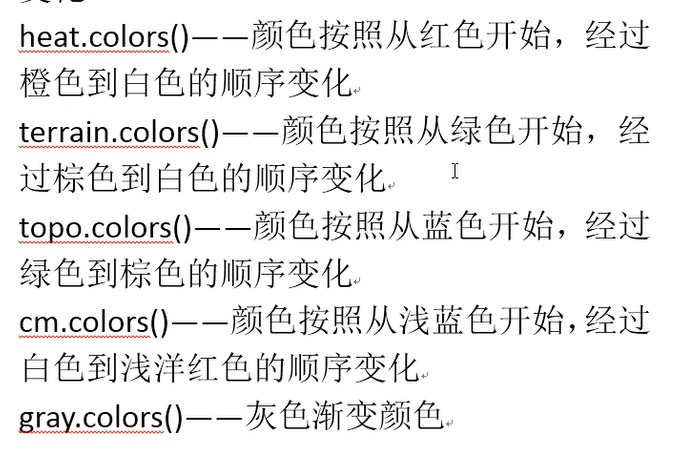 heat.colors()——颜色按照从红色开始，经过
橙色到白色的顺序变化
terrain.colors()——颜色按照从绿色开始，经
过棕色到白色的顺序变化
topo.colors()——颜色按照从蓝色开始，经过
绿色到棕色的顺序变化
cm.colors()——颜色按照从浅蓝色开始，经过
白色到浅洋红色的顺序变化
gray.colors()——灰色渐变颜色